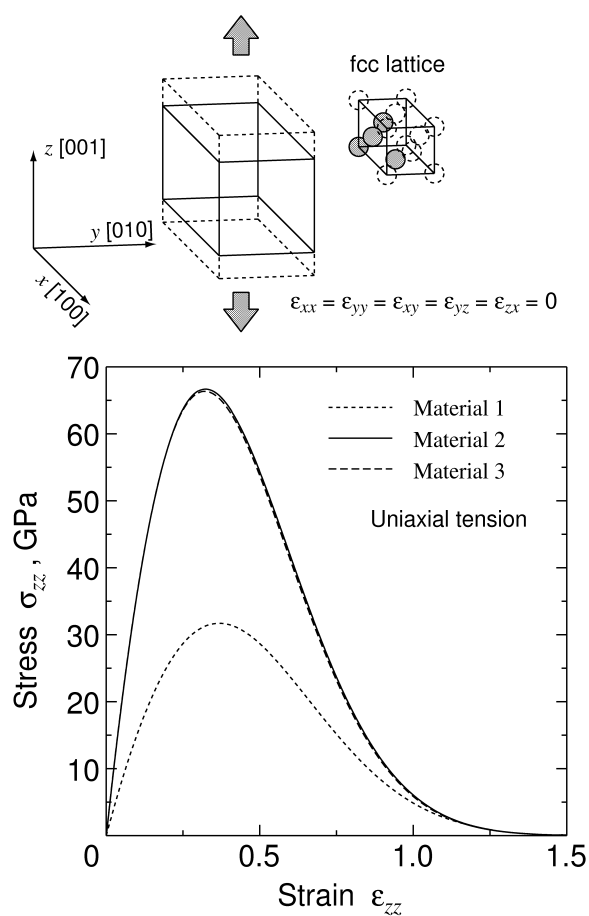 fcc lattice
z [001]
y [010]
x [100]
εxx = εyy = εxy = εyz = εzx = 0
70
60
50
40
30
20
10
0
0.5
1.0
1.5
Material 1
Material 2
Material 3
Uniaxial tension
Stress σzz , GPa
Strain εzz